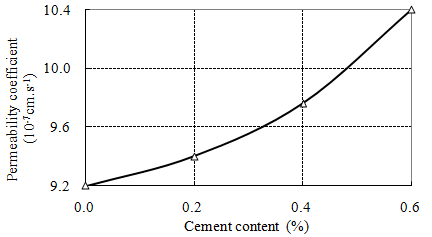 Permeability coefficient
(10⁻⁷cm.s⁻¹)
10.4
10.0
9.6
9.2
0.0 0.2 0.4 0.6
Cement content (%)